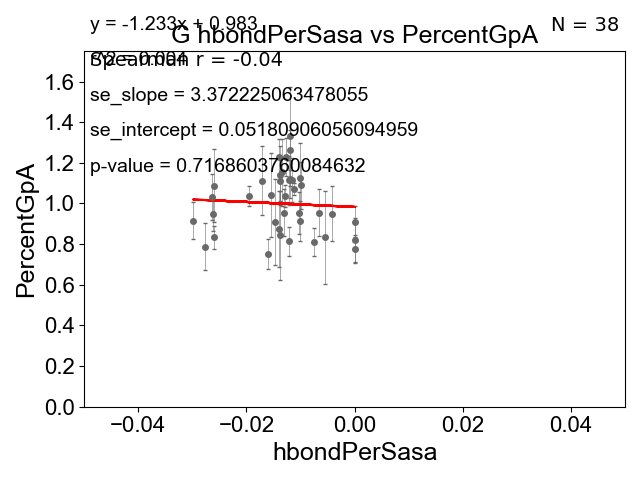 y = -1.233x + 0.983
N = 38
G hbondPerSasa vs PercentGpA
Spearman r = -0.04
se_slope = 3.372225063478055
se_intercept = 0.05180906056094959
p-value = 0.7168603760084632
PercentGpA
1.6
1.4
1.2
1.0
0.8
0.6
0.4
0.2
0.0
−0.04 −0.02 0.00 0.02 0.04
hbondPerSasa